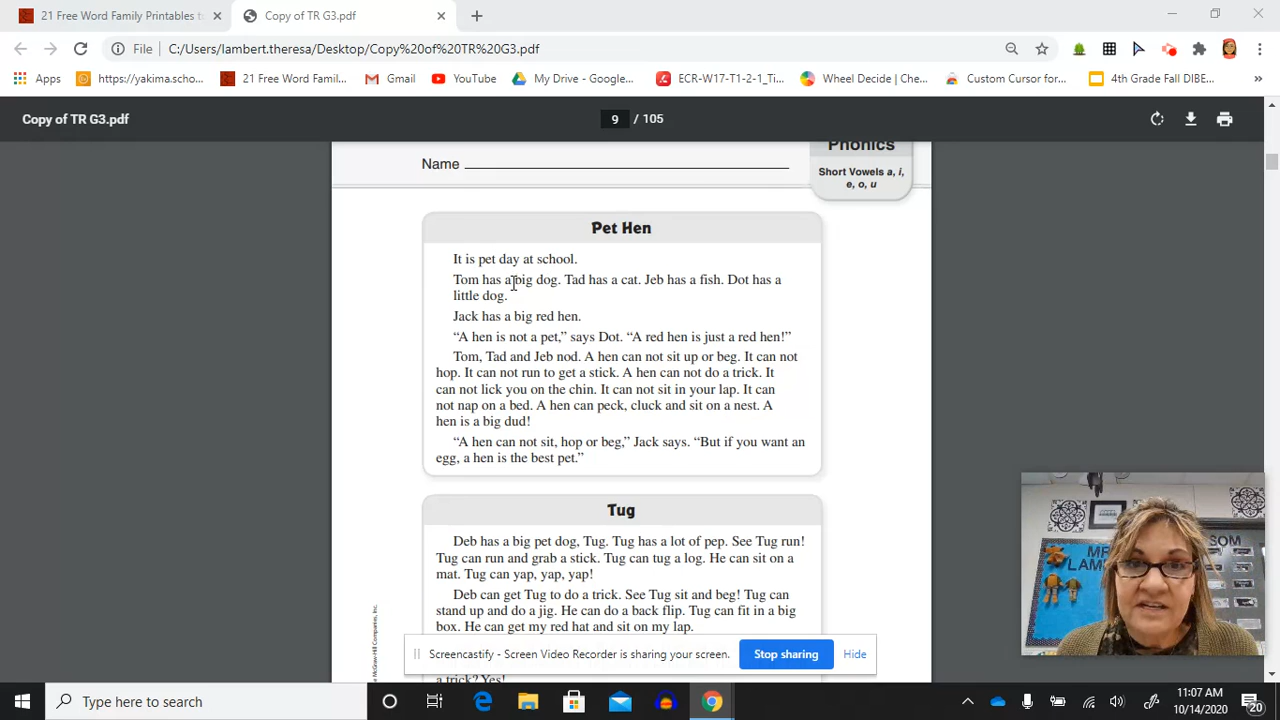 21 Free Word Family Printables t
Copy of TR G3.pdf
File
C:/Users/lambert.theresa/Desktop/Copy%20of%20TR%20G3.pdf
Apps
https://yakima.scho...
21 Free Word Famil...
Gmail
YouTube
My Drive - Google...
ECR-W17-T1-2-1_Ti...
Wheel Decide | Che...
Custom Cursor for...
4th Grade Fall DIBE...
Copy of TR G3.pdf
9 / 105
Name
Phonics
Short Vowels a, i,
e, o, u
Pet Hen
It is pet day at school.
Tom has a big dog. Tad has a cat. Jeb has a fish. Dot has a
little dog.
Jack has a big red hen.
“A hen is not a pet,” says Dot. “A red hen is just a red hen!”
Tom, Tad and Jeb nod. A hen can not sit up or beg. It can not
hop. It can not run to get a stick. A hen can not do a trick. It
can not lick you on the chin. It can not sit in your lap. It can
not nap on a bed. A hen can peck, cluck and sit on a nest. A
hen is a big dud!
“A hen can not sit, hop or beg,” Jack says. “But if you want an
egg, a hen is the best pet.”
Tug
Deb has a big pet dog, Tug. Tug has a lot of pep. See Tug run!
Tug can run and grab a stick. Tug can tug a log. He can sit on a
mat. Tug can yap, yap, yap!
Deb can get Tug to do a trick. See Tug sit and beg! Tug can
stand up and do a jig. He can do a back flip. Tug can fit in a big
box. He can get my red hat and sit on my lap.
a trick? Yes!
McGraw-Hill Companies, Inc.
Screencastify - Screen Video Recorder is sharing your screen.
Stop sharing
Hide
Type here to search
11:07 AM
10/14/2020
20